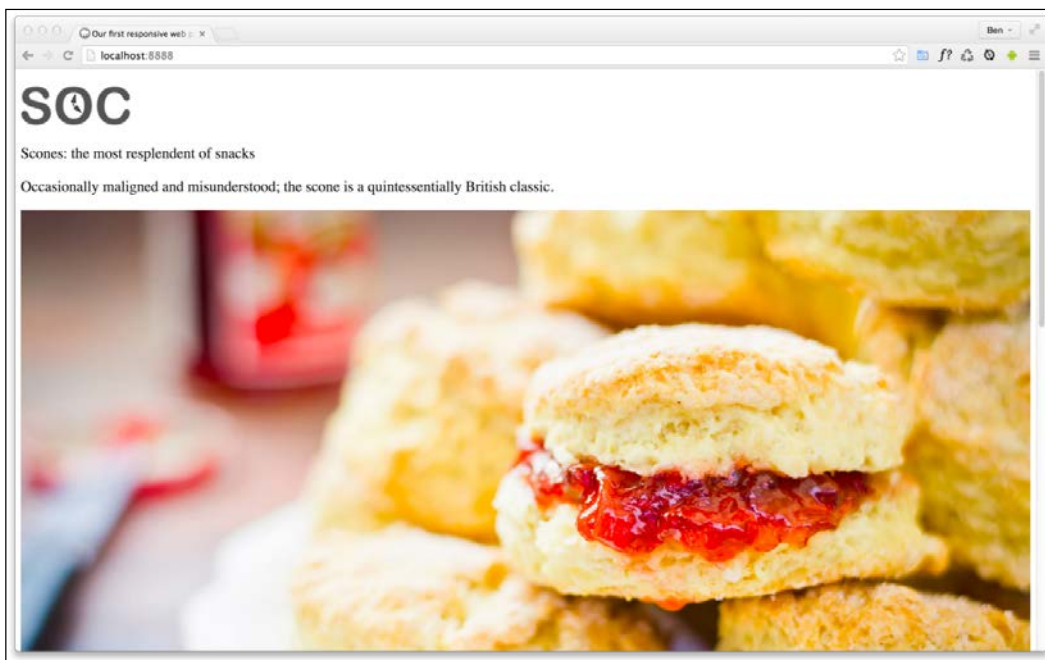 Our first responsive web
Ben
localhost:8888
f?
SOC
Scones: the most resplendent of snacks
Occasionally maligned and misunderstood; the scone is a quintessentially British classic.